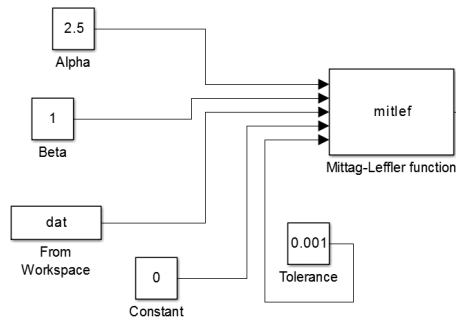 2.5
Alpha
1
Beta
dat
From
Workspace
0
Constant
0.001
Tolerance
mitlef
Mittag-Leffler function